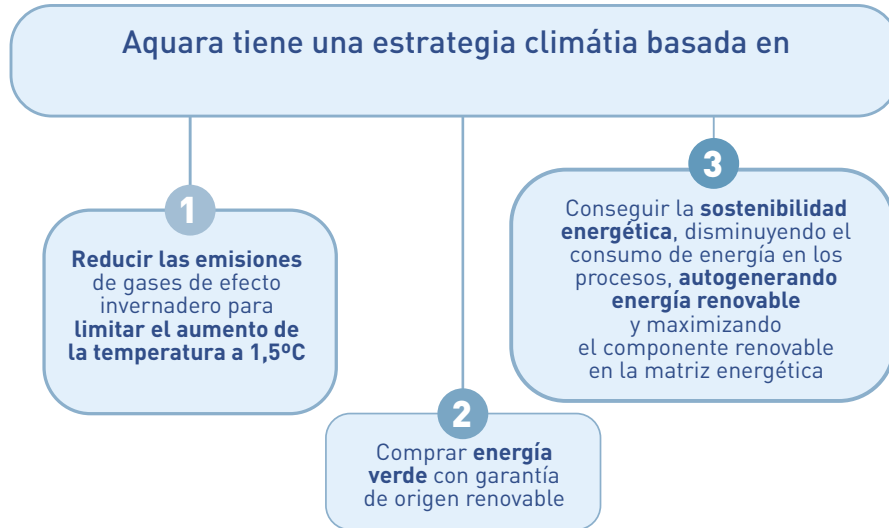 Aquara tiene una estrategia climátia basada en
1
Reducir las emisiones
de gases de efecto
invernadero para
limitar el aumento de
la temperatura a 1,5ºC
2
Comprar energía
verde con garantía
de origen renovable
3
Conseguir la sostenibilidad
energética, disminuyendo el
consumo de energía en los
procesos, autogenerando
energía renovable
y maximizando
el componente renovable
en la matriz energética